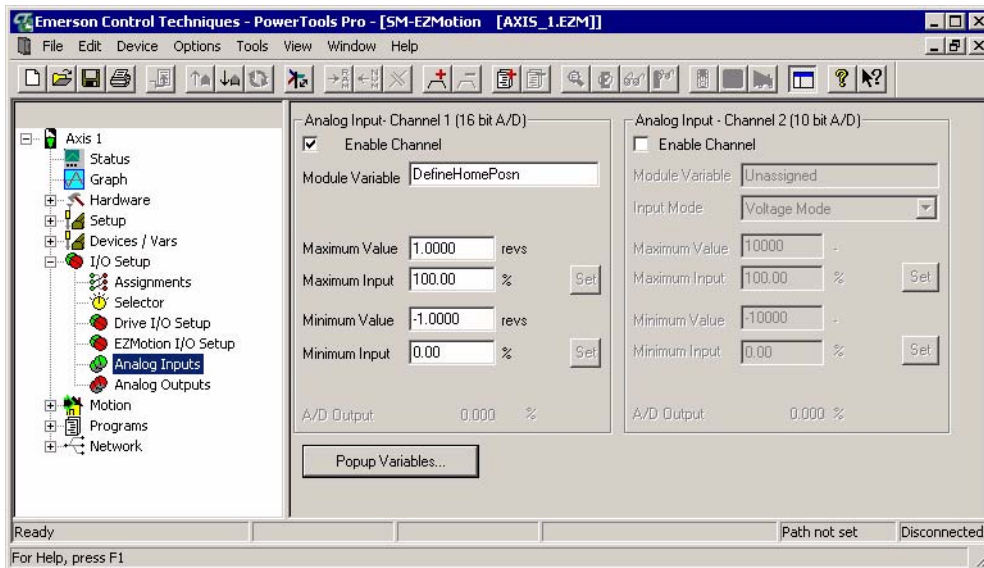 Emerson Control Techniques - PowerTools Pro - [SM-EZMotion [AXIS_1.EZM]]
File Edit Device Options Tools View Window Help
Axis 1
Status
Graph
Hardware
Setup
Devices / Vars
I/O Setup
Assignments
Selector
Drive I/O Setup
EZMotion I/O Setup
Analog Inputs
Analog Outputs
Motion
Programs
Network
Analog Input- Channel 1 (16 bit A/D)
Enable Channel
Module Variable DefineHomePosn
Maximum Value 1.0000 revs
Maximum Input 100.00 % Set
Minimum Value -1.0000 revs
Minimum Input 0.00 % Set
A/D Output 0.000 %
Analog Input - Channel 2 (10 bit A/D)
Enable Channel
Module Variable Unassigned
Input Mode Voltage Mode
Maximum Value 10000 -
Maximum Input 100.00 % Set
Minimum Value -10000 -
Minimum Input 0.00 % Set
A/D Output 0.000 %
Popup Variables...
Ready Path not set Disconnected
For Help, press F1